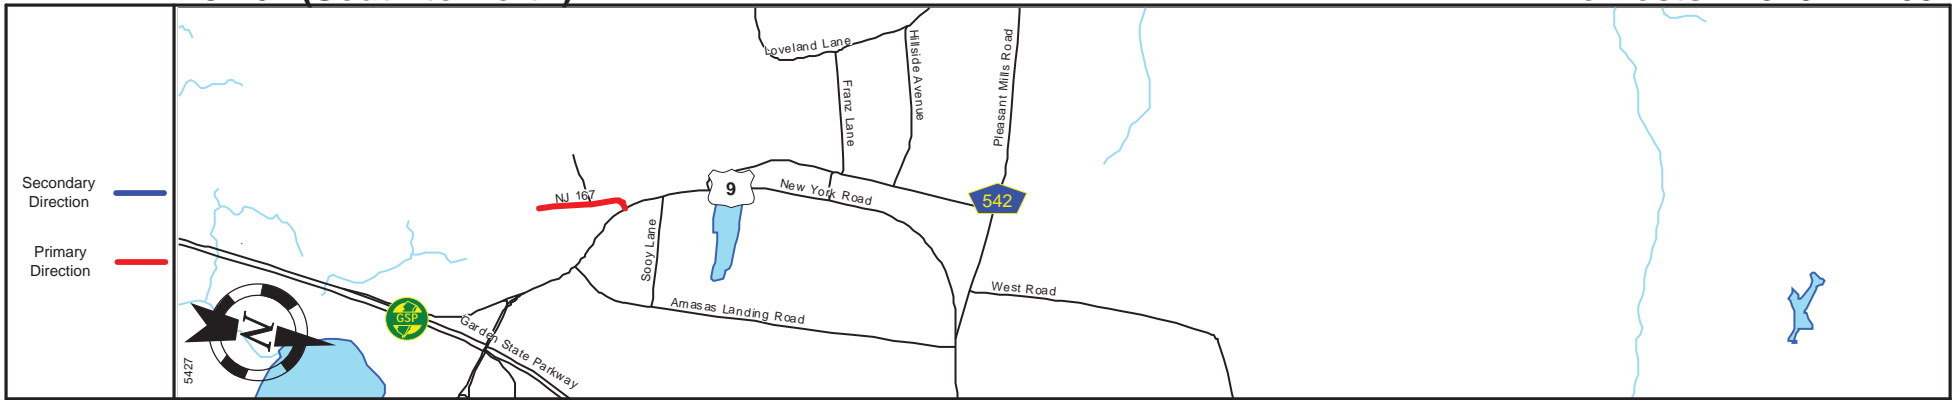 Secondary
Direction
Primary
Direction
Loveland Lane
Hillside Avenue
Franz Lane
Pleasant Mills Road
NJ 167
9
New York Road
542
Sooy Lane
Amasas Landing Road
West Road
GSP
Garden State Parkway
N
5427